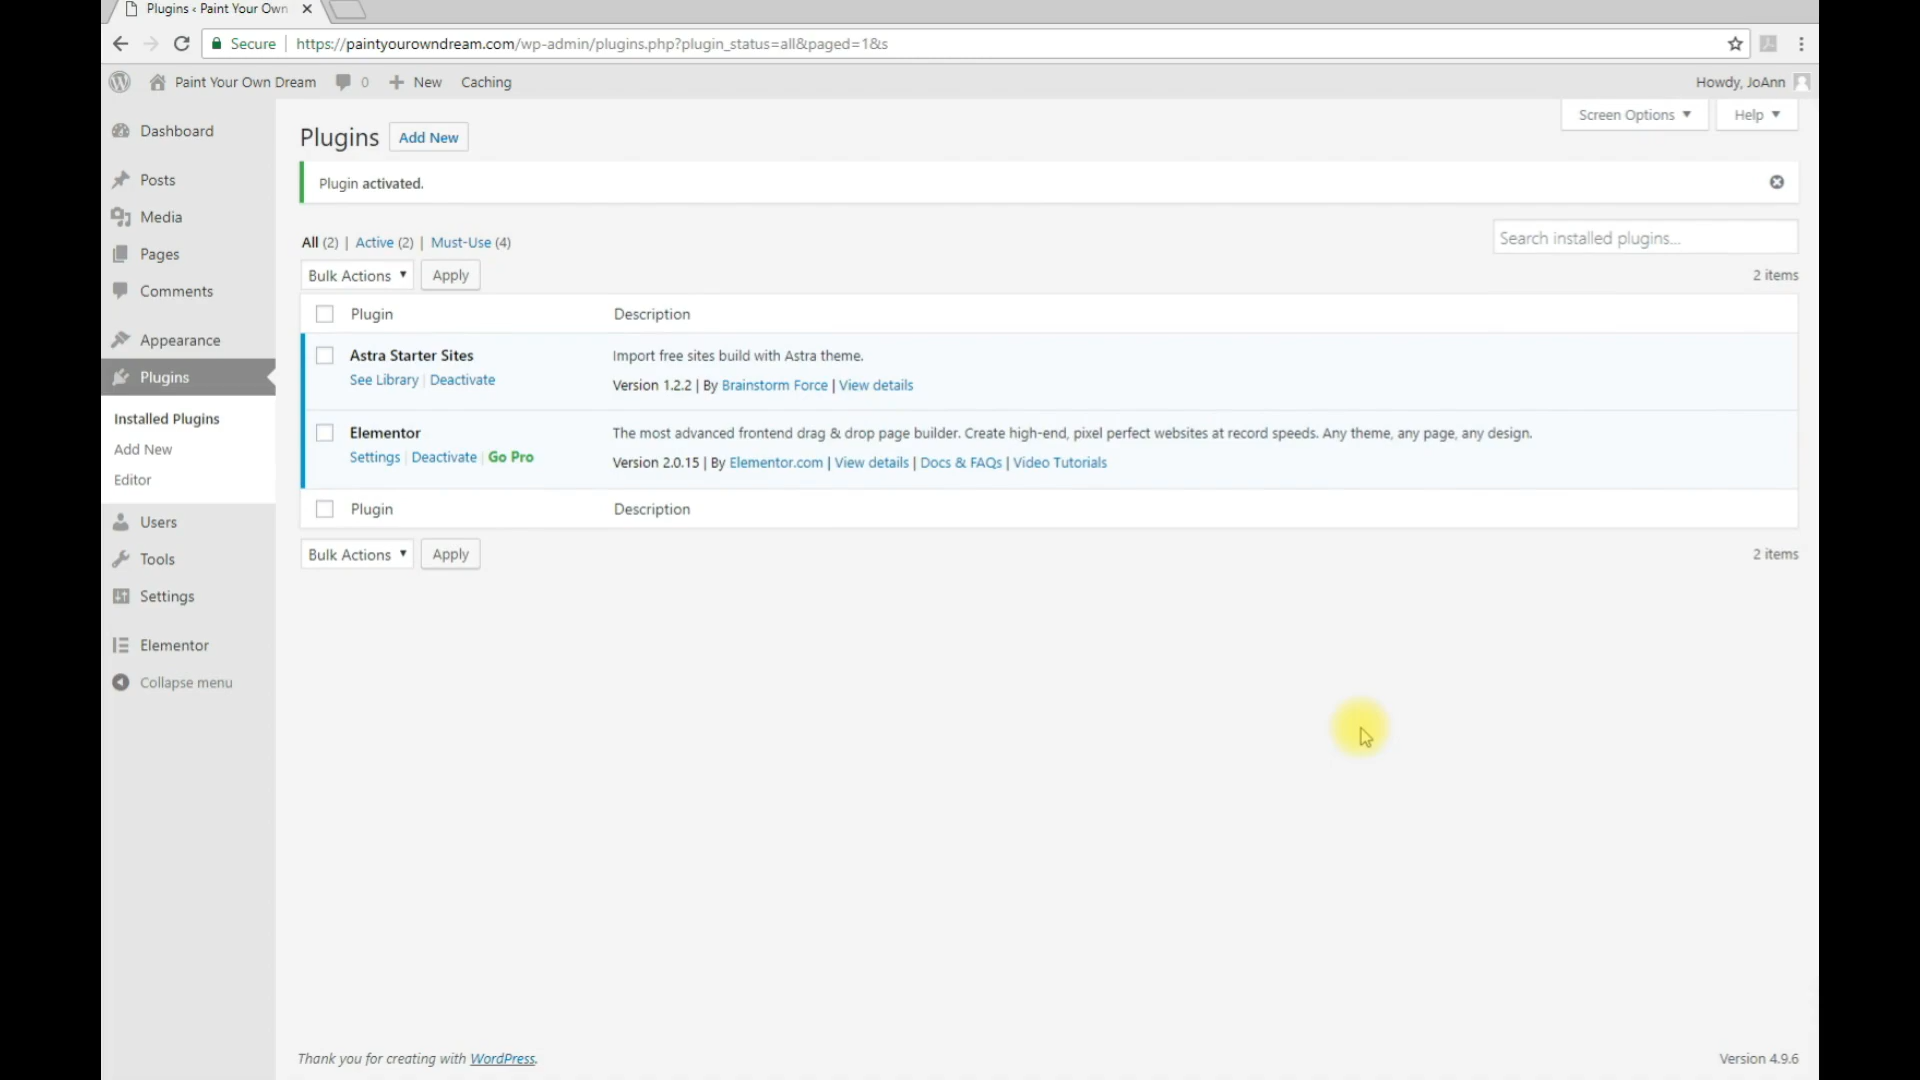 Plugins ‹ Paint Your Own
Secure | https://paintyourowndream.com/wp-admin/plugins.php?plugin_status=all&paged=1&s
Paint Your Own Dream 0 New Caching Howdy, JoAnn
Screen Options Help
Dashboard
Posts
Media
Pages
Comments
Appearance
Plugins
Installed Plugins
Add New
Editor
Users
Tools
Settings
Elementor
Collapse menu
Plugins Add New
Plugin activated.
All (2) | Active (2) | Must-Use (4)
Search installed plugins...
Bulk Actions Apply 2 items
Plugin Description
Astra Starter Sites Import free sites build with Astra theme.
See Library | Deactivate Version 1.2.2 | By Brainstorm Force | View details
Elementor The most advanced frontend drag & drop page builder. Create high-end, pixel perfect websites at record speeds. Any theme, any page, any design.
Settings | Deactivate | Go Pro Version 2.0.15 | By Elementor.com | View details | Docs & FAQs | Video Tutorials
Plugin Description
Bulk Actions Apply 2 items
Thank you for creating with WordPress. Version 4.9.6